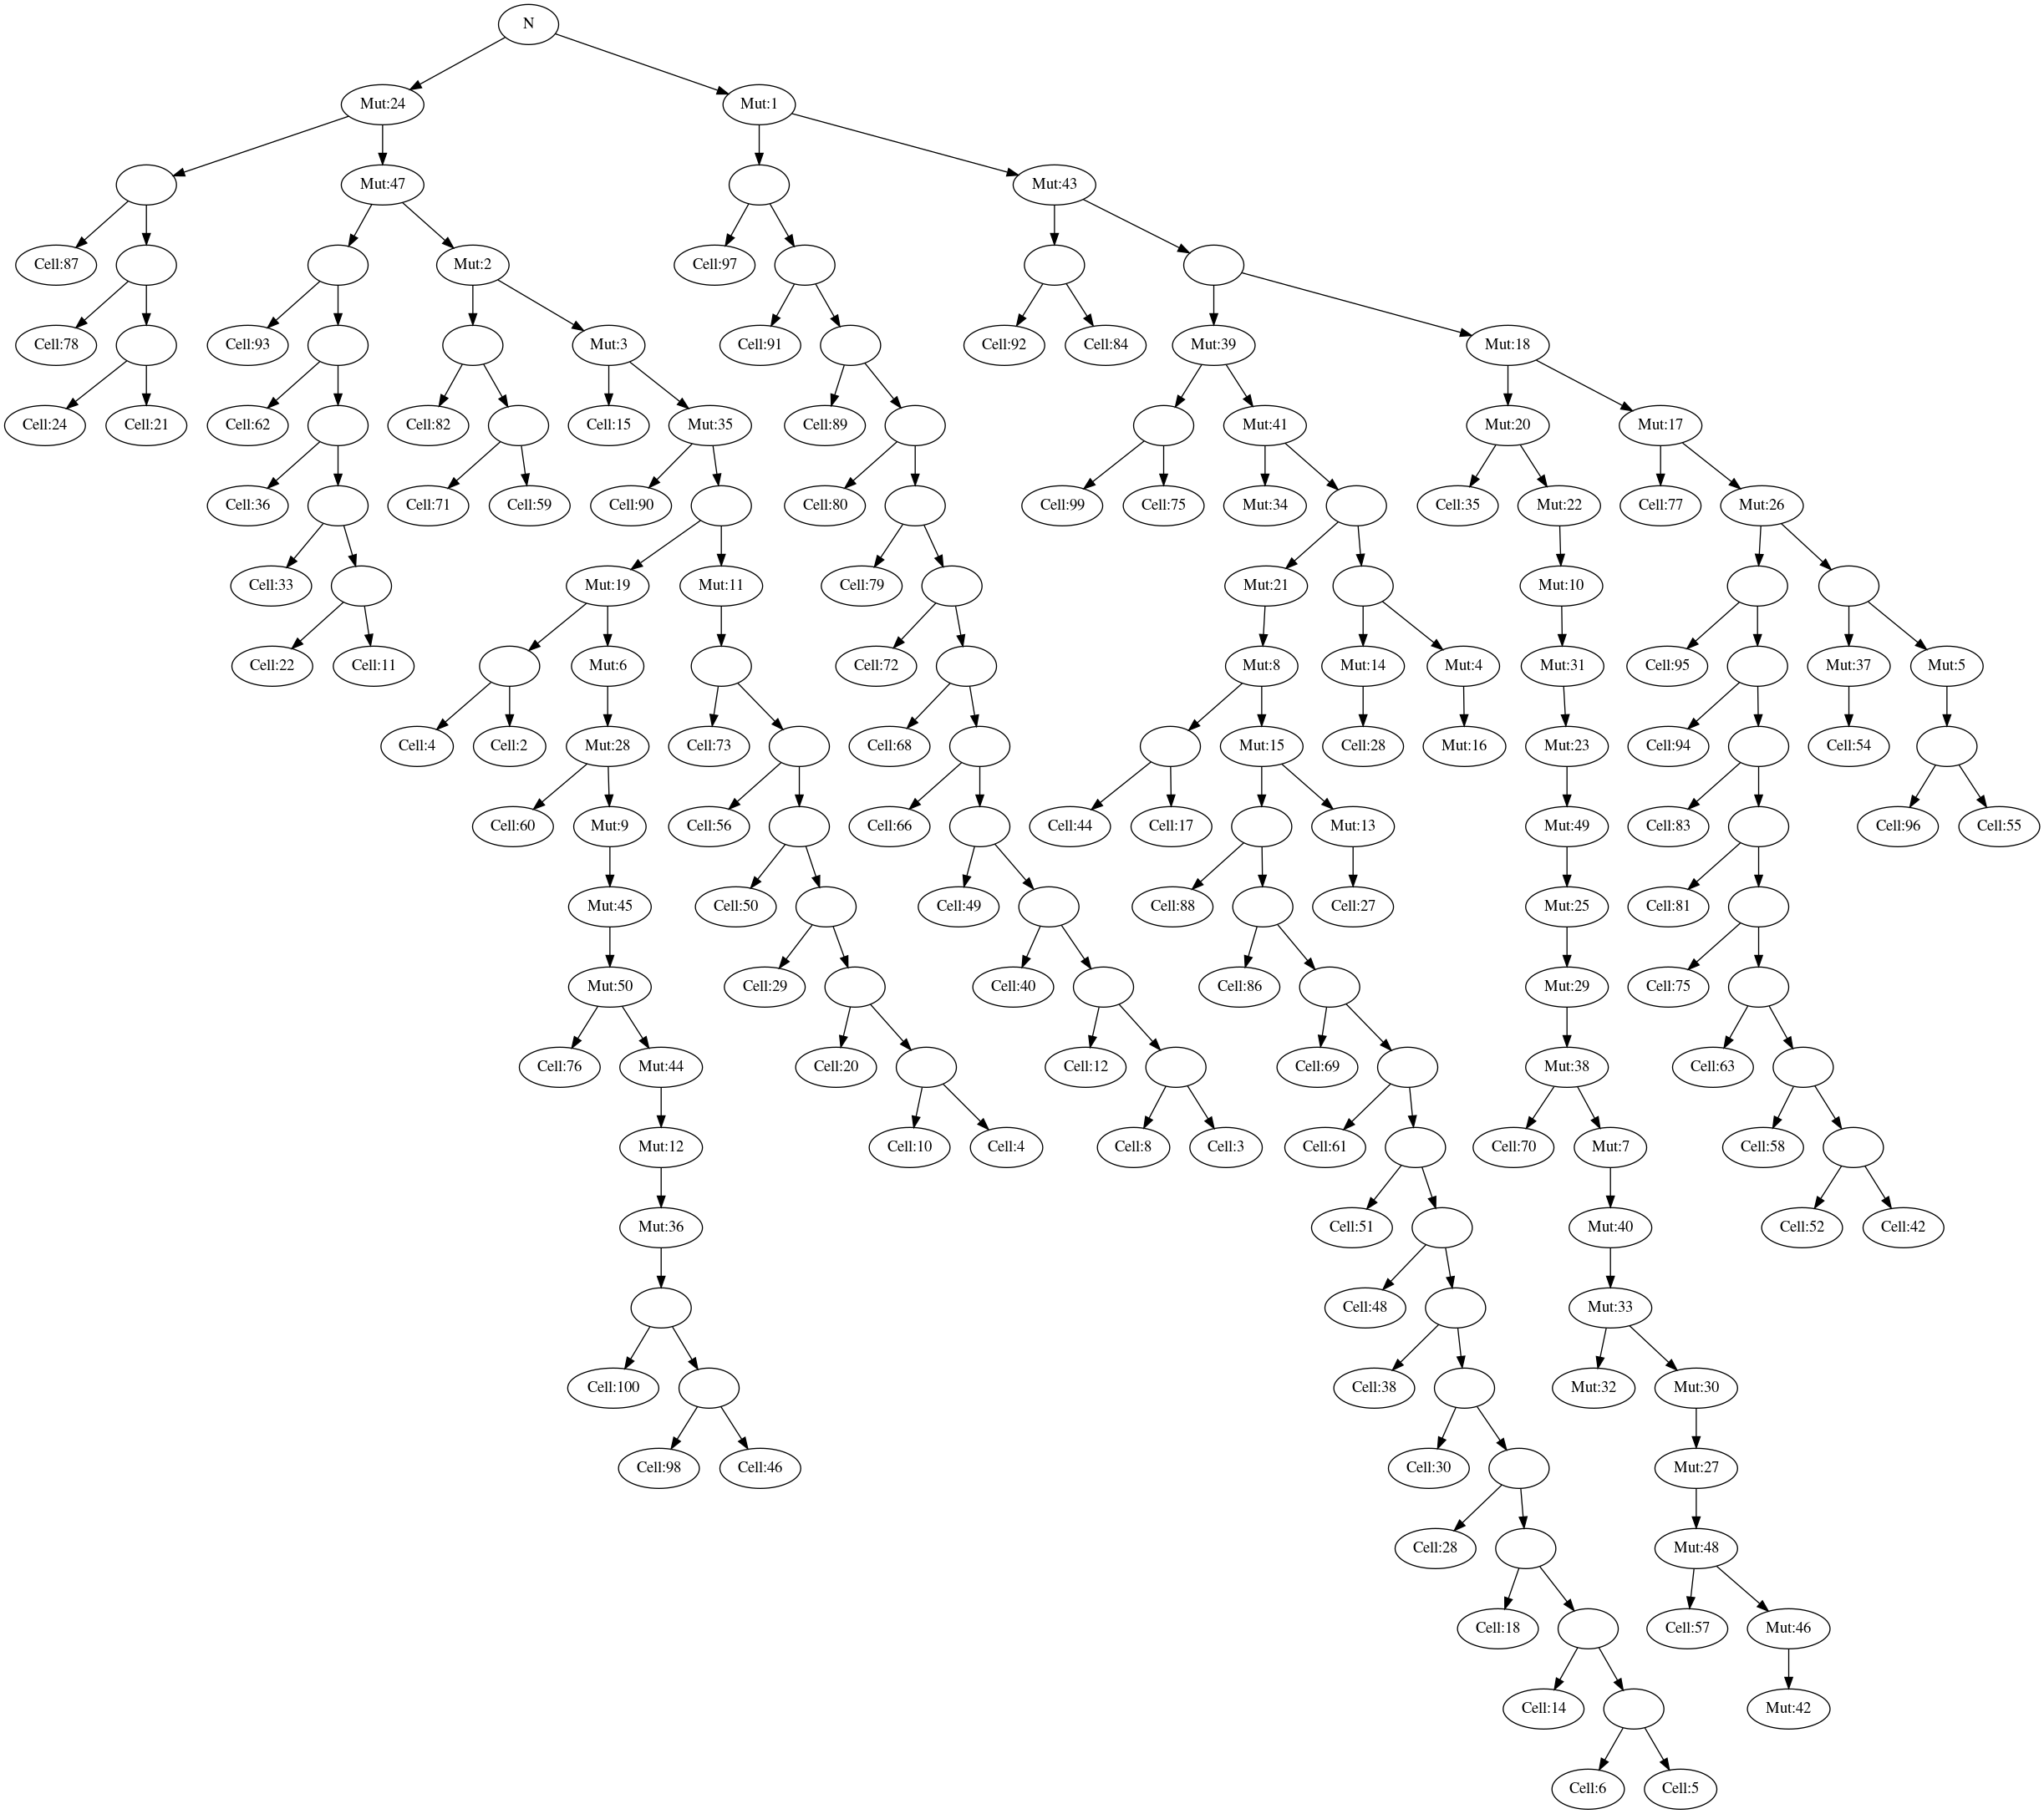 N
Mut:24 Mut:1
Mut:47 Mut:43
Cell:87 Mut:2 Cell:97
Cell:78 Cell:93 Mut:3 Cell:91 Cell:92 Cell:84 Mut:39 Mut:18
Cell:24 Cell:21 Cell:62 Cell:82 Cell:15 Mut:35 Cell:89 Mut:41 Mut:20 Mut:17
Cell:36 Cell:71 Cell:59 Cell:90 Cell:80 Cell:99 Cell:75 Mut:34 Cell:35 Mut:22 Cell:77 Mut:26
Cell:33 Mut:19 Mut:11 Cell:79 Mut:21 Mut:10
Cell:22 Cell:11 Mut:6 Cell:72 Mut:8 Mut:14 Mut:4 Mut:31 Cell:95 Mut:37 Mut:5
Cell:4 Cell:2 Mut:28 Cell:73 Cell:68 Mut:15 Cell:28 Mut:16 Mut:23 Cell:94 Cell:54
Cell:60 Mut:9 Cell:56 Cell:66 Cell:44 Cell:17 Mut:13 Mut:49 Cell:83 Cell:96 Cell:55
Mut:45 Cell:50 Cell:49 Cell:88 Cell:27 Mut:25 Cell:81
Mut:50 Cell:29 Cell:40 Cell:86 Mut:29 Cell:75
Cell:76 Mut:44 Cell:20 Cell:12 Cell:69 Mut:38 Cell:63
Mut:12 Cell:10 Cell:4 Cell:8 Cell:3 Cell:61 Cell:70 Mut:7 Cell:58
Mut:36 Cell:51 Mut:40 Cell:52 Cell:42
Cell:48 Mut:33
Cell:100 Cell:38 Mut:32 Mut:30
Cell:98 Cell:46 Cell:30 Mut:27
Cell:28 Mut:48
Cell:18 Cell:57 Mut:46
Cell:14 Mut:42
Cell:6 Cell:5